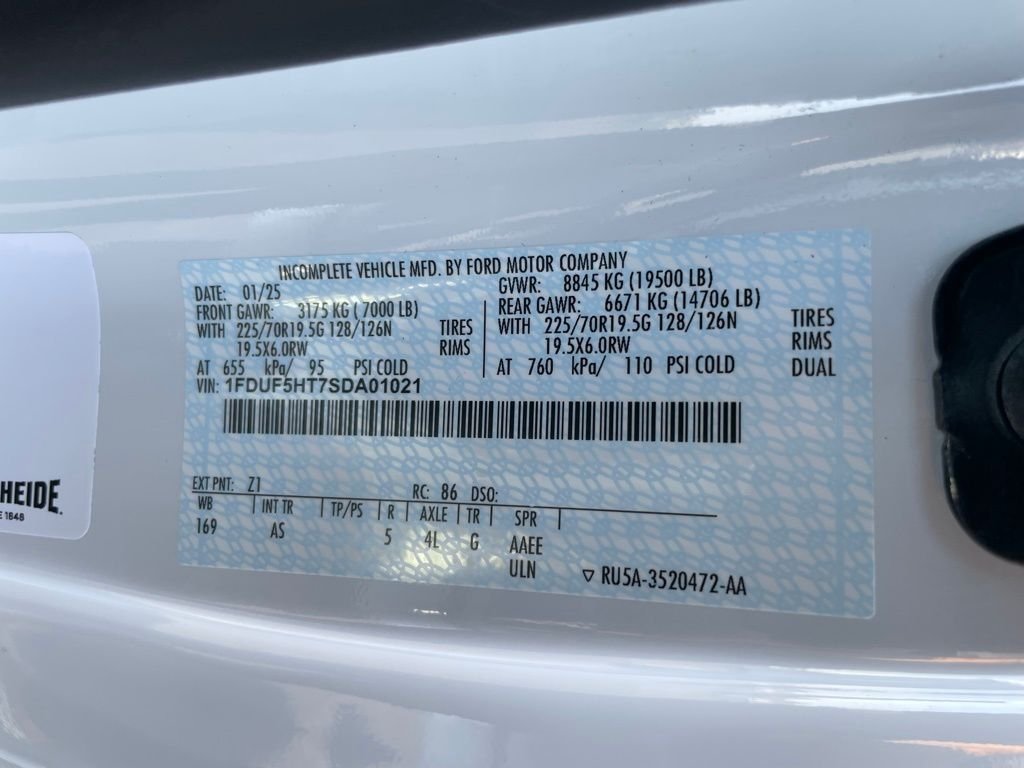 INCOMPLETE VEHICLE MFD. BY FORD MOTOR COMPANY
DATE: 01/25
FRONT GAWR: 3175 KG ( 7000 LB)
WITH 225/70R19.5G 128/126N TIRES
19.5X6.0RW RIMS
AT 655 kPa/ 95 PSI COLD
GVWR: 8845 KG (19500 LB)
REAR GAWR: 6671 KG (14706 LB)
WITH 225/70R19.5G 128/126N TIRES
19.5X6.0RW RIMS
AT 760 kPa/ 110 PSI COLD DUAL
VIN: 1FDUF5HT7SDA01021
EXT PNT: Z1 RC: 86 DSO:
WB INT TR TP/PS R AXLE TR SPR
169 AS 5 4L G AAEE
ULN
▽ RU5A-3520472-AA
HEIDE.
1848